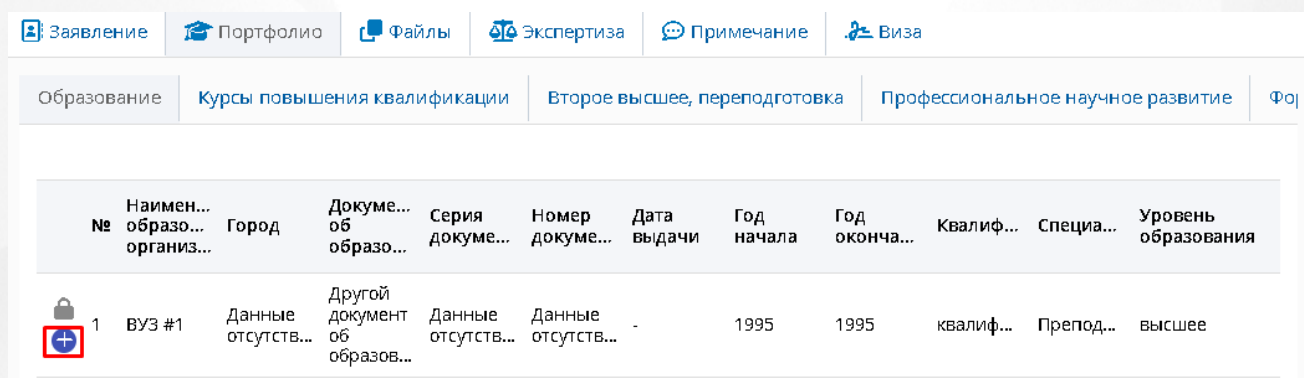 Заявление Портфолио Файлы Экспертиза Примечание Виза
Образование Курсы повышения квалификации Второе высшее, переподготовка Профессиональное научное развитие Фор
№ Наимен... образо... организ... Город Докуме... об образо... Серия докуме... Номер докуме... Дата выдачи Год начала Год оконча... Квалиф... Специа... Уровень образования
1 ВУЗ #1 Данные отсутств... Другой документ об образов... Данные отсутств... Данные отсутств... - 1995 1995 квалиф... Препод... высшее